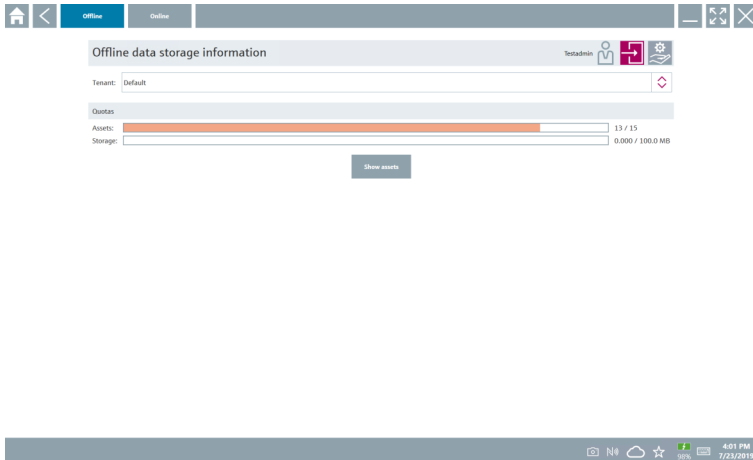 Offline Online
Offline data storage information Testadmin
Tenant: Default
Quotas
Assets: 13 / 15
Storage: 0.000 / 100.0 MB
Show assets
98% 4:01 PM
7/23/2019